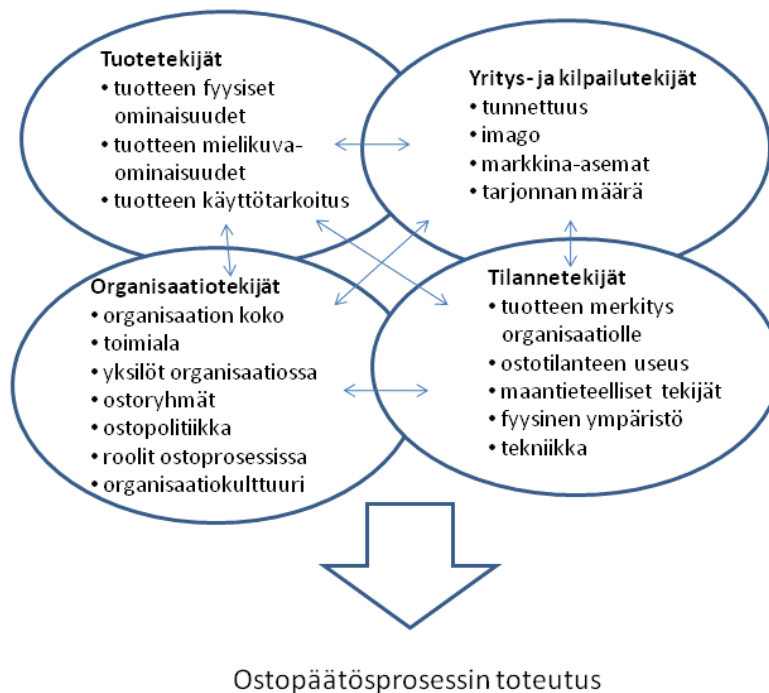 Tuotetekijät
• tuotteen fyysiset
ominaisuudet
• tuotteen mielikuva-
ominaisuudet
• tuotteen käyttötarkoitus
Yritys- ja kilpailutekijät
• tunnettuus
• imago
• markkina-asemat
• tarjonnan määrä
Organisaatiotekijät
• organisaation koko
• toimiala
• yksilöt organisaatiossa
• ostoryhmät
• ostopolitiikka
• roolit ostoprosessissa
• organisaatiokulttuuri
Tilannetekijät
• tuotteen merkitys
organisaatiolle
• ostotilanteen useus
• maantieteelliset tekijät
• fyysinen ympäristö
• tekniikka
Ostopäätösprosessin toteutus